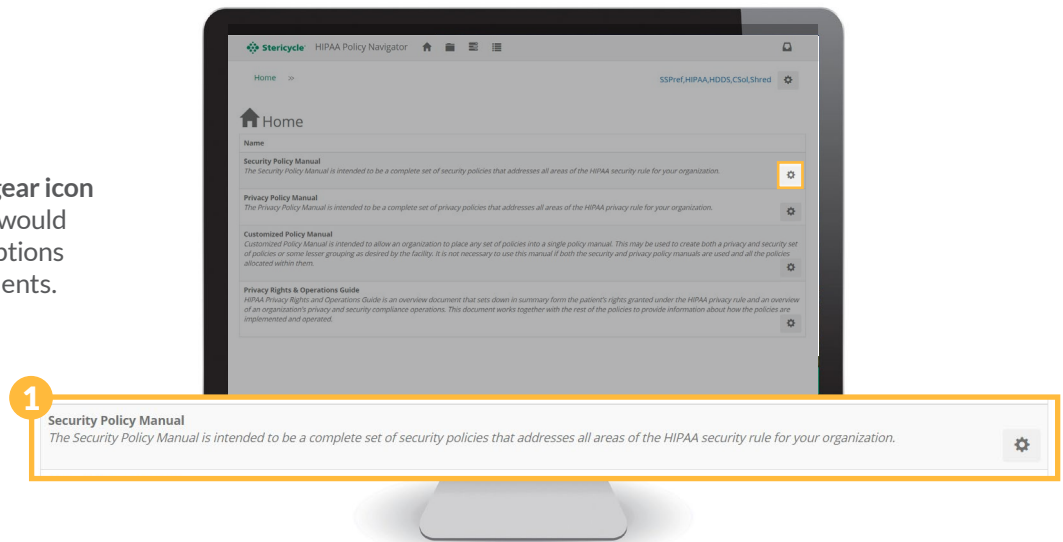 gear icon
would
ptions
ents.
Stericycle HIPAA Policy Navigator
Home »
SSPref,HIPAA,HDDS,CSol,Shred
Home
Name
Security Policy Manual
The Security Policy Manual is intended to be a complete set of security policies that addresses all areas of the HIPAA security rule for your organization.
Privacy Policy Manual
The Privacy Policy Manual is intended to be a complete set of privacy policies that addresses all areas of the HIPAA privacy rule for your organization.
Customized Policy Manual
Customized Policy Manual is intended to allow an organization to place any set of policies into a single policy manual. This may be used to create both a privacy and security set
of policies or some lesser grouping as desired by the facility. It is not necessary to use this manual if both the security and privacy policy manuals are used and all the policies
allocated within them.
Privacy Rights & Operations Guide
HIPAA Privacy Rights and Operations Guide is an overview document that sets down in summary form the patient's rights granted under the HIPAA privacy rule and an overview
of an organization's privacy and security compliance operations. This document works together with the rest of the policies to provide information about how the policies are
implemented and operated.
1
Security Policy Manual
The Security Policy Manual is intended to be a complete set of security policies that addresses all areas of the HIPAA security rule for your organization.